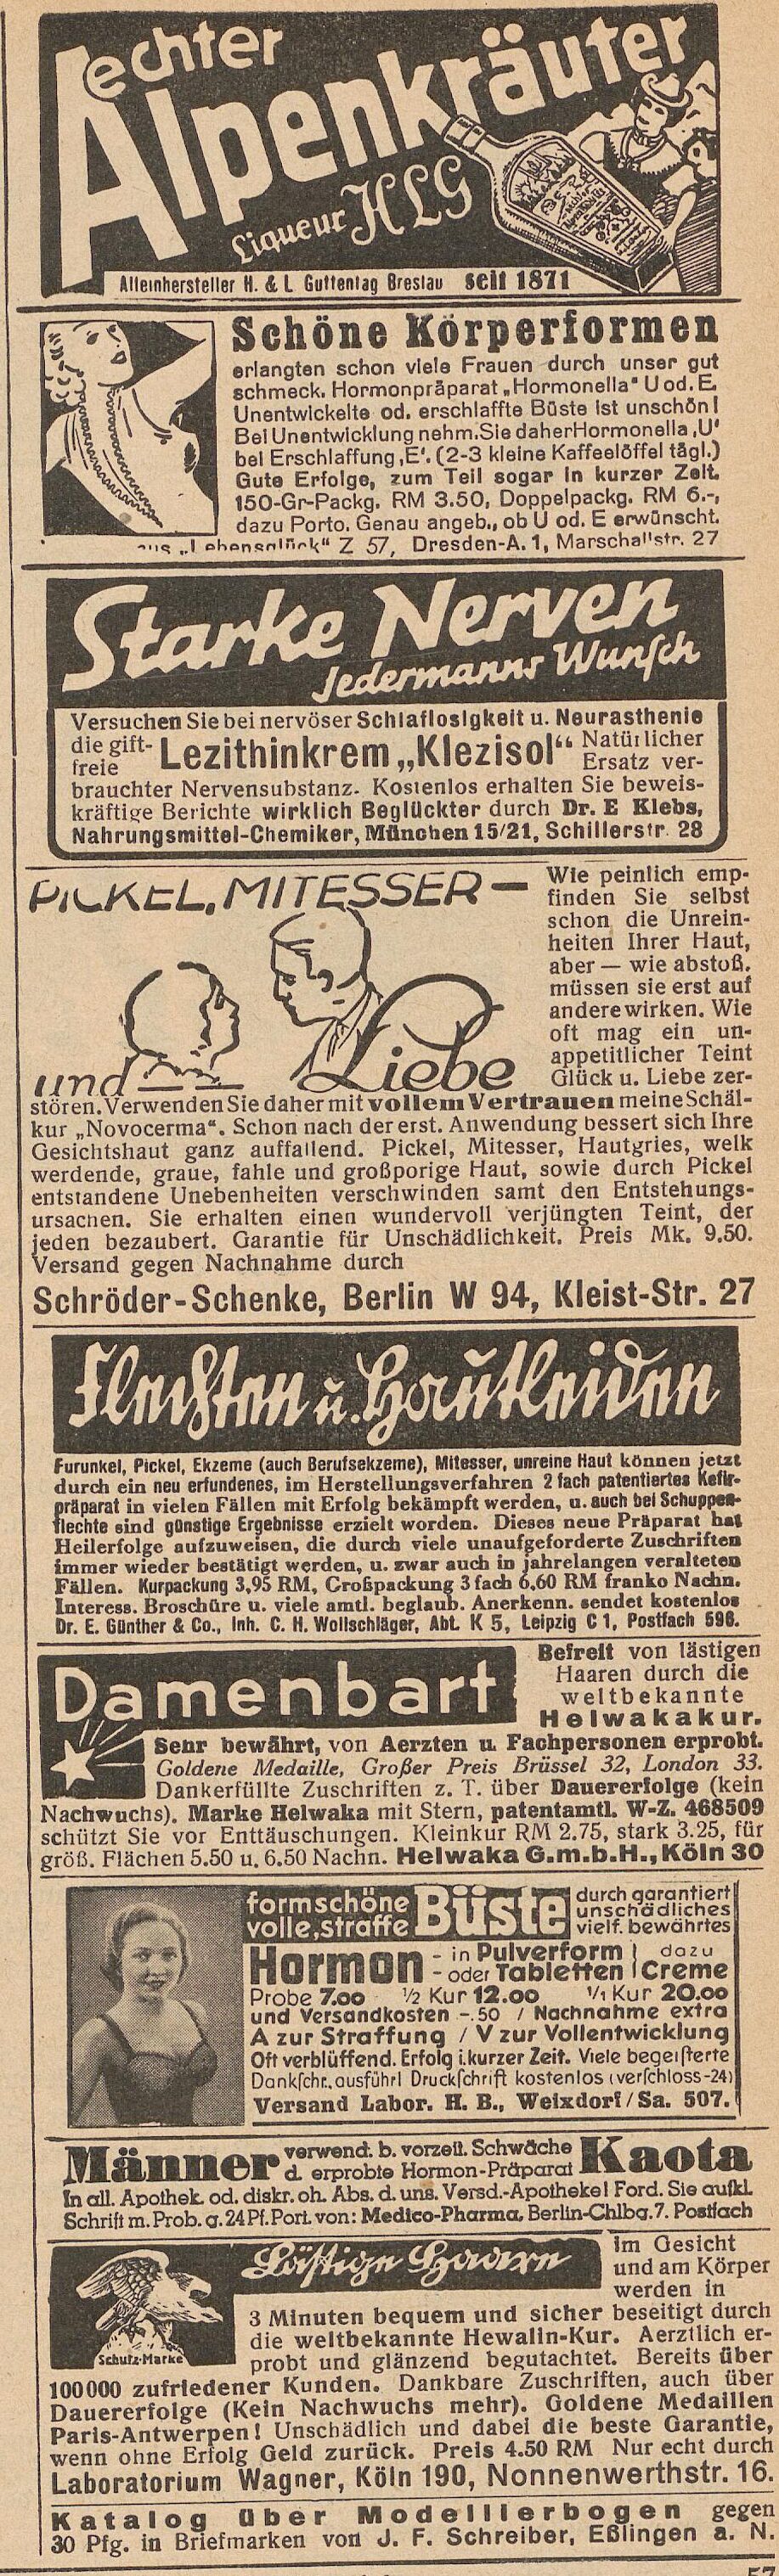 echter
Alpenkräuter
Liqueur HLG
Alleinhersteller H. & L Guttentag Breslau seit 1871
Schöne Körperformen
erlangten schon viele Frauen durch unser gut
schmeck. Hormonpräparat „Hormonella" U od. E.
Unentwickelte od. erschlaffte Büste ist unschön!
Bei Unentwicklung nehm. Sie daher Hormonella ‚U'
bei Erschlaffung ‚E'. (2-3 kleine Kaffeelöffel tägl.)
Gute Erfolge, zum Teil sogar in kurzer Zeit.
150-Gr-Packg. RM 3.50, Doppelpackg. RM 6.-,
dazu Porto. Genau angeb., ob U od. E erwünscht.
„Lebensglück" Z 57, Dresden-A. 1, Marschallstr. 27
Starke Nerven
Jedermanns Wunsch
Versuchen Sie bei nervöser Schlaflosigkeit u. Neurasthenie
die gift-
freie Lezithinkrem „Klezisol" Natürlicher
Ersatz ver-
brauchter Nervensubstanz. Kostenlos erhalten Sie beweis-
kräftige Berichte wirklich Beglückter durch Dr. E Klebs,
Nahrungsmittel-Chemiker, München 15/21, Schillerstr. 28
PICKEL, MITESSER —
und Liebe
Wie peinlich emp-
finden Sie selbst
schon die Unrein-
heiten Ihrer Haut,
aber — wie abstoß.
müssen sie erst auf
andere wirken. Wie
oft mag ein un-
appetitlicher Teint
Glück u. Liebe zer-
stören. Verwenden Sie daher mit vollem Vertrauen meine Schäl-
kur „Novocerma". Schon nach der erst. Anwendung bessert sich Ihre
Gesichtshaut ganz auffallend. Pickel, Mitesser, Hautgries, welk
werdende, graue, fahle und großporige Haut, sowie durch Pickel
entstandene Unebenheiten verschwinden samt den Entstehungs-
ursachen. Sie erhalten einen wundervoll verjüngten Teint, der
jeden bezaubert. Garantie für Unschädlichkeit. Preis Mk. 9.50.
Versand gegen Nachnahme durch
Schröder-Schenke, Berlin W 94, Kleist-Str. 27
Flechten u. Hautleiden
Furunkel, Pickel, Ekzeme (auch Berufsekzeme), Mitesser, unreine Haut können jetzt
durch ein neu erfundenes, im Herstellungsverfahren 2 fach patentiertes Kefir-
präparat in vielen Fällen mit Erfolg bekämpft werden, u. auch bei Schuppen-
flechte sind günstige Ergebnisse erzielt worden. Dieses neue Präparat hat
Heilerfolge aufzuweisen, die durch viele unaufgeforderte Zuschriften
immer wieder bestätigt werden, u. zwar auch in jahrelangen veralteten
Fällen. Kurpackung 3,95 RM, Großpackung 3 fach 6,60 RM franko Nachn.
Interess. Broschüre u. viele amtl. beglaub. Anerkenn. sendet kostenlos
Dr. E. Günther & Co., Inh. C. H. Wollschläger, Abt. K 5, Leipzig C 1, Postfach 596.
Damenbart
Befreit von lästigen
Haaren durch die
weltbekannte
Helwakakur.
Sehr bewährt, von Aerzten u. Fachpersonen erprobt.
Goldene Medaille, Großer Preis Brüssel 32, London 33.
Dankerfüllte Zuschriften z. T. über Dauererfolge (kein
Nachwuchs). Marke Helwaka mit Stern, patentamtl. W-Z. 468509
schützt Sie vor Enttäuschungen. Kleinkur RM 2.75, stark 3.25, für
größ. Flächen 5.50 u. 6.50 Nachn. Helwaka G.m.b.H., Köln 30
formschöne
volle, straffe Büste durch garantiert
unschädliches
vielf. bewährtes
Hormon - in Pulverform
- oder Tabletten dazu
Creme
Probe 7.00 ½ Kur 12.00 1/1 Kur 20.00
und Versandkosten -.50 / Nachnahme extra
A zur Straffung / V zur Vollentwicklung
Oft verblüffend. Erfolg i. kurzer Zeit. Viele begeisterte
Dankschr., ausführl Druckschrift kostenlos (verschloss-24)
Versand Labor. H. B., Weixdorf/Sa. 507.
Männer verwend. b. vorzeit. Schwäche
d. erprobte Hormon-Präparat Kaota
In all. Apothek. od. diskr. oh. Abs. d. uns. Versd.-Apotheke! Ford. Sie aufkl.
Schrift m. Prob. g. 24 Pf. Port. von: Medico-Pharma, Berlin-Chlbg. 7. Postfach
Schutz-Marke
Lästige Haare
im Gesicht
und am Körper
werden in
3 Minuten bequem und sicher beseitigt durch
die weltbekannte Hewalin-Kur. Aerztlich er-
probt und glänzend begutachtet. Bereits über
100000 zufriedener Kunden. Dankbare Zuschriften, auch über
Dauererfolge (Kein Nachwuchs mehr). Goldene Medaillen
Paris-Antwerpen! Unschädlich und dabei die beste Garantie,
wenn ohne Erfolg Geld zurück. Preis 4.50 RM Nur echt durch
Laboratorium Wagner, Köln 190, Nonnenwerthstr. 16.
Katalog über Modellierbogen gegen
30 Pfg. in Briefmarken von J. F. Schreiber, Eßlingen a. N.
57